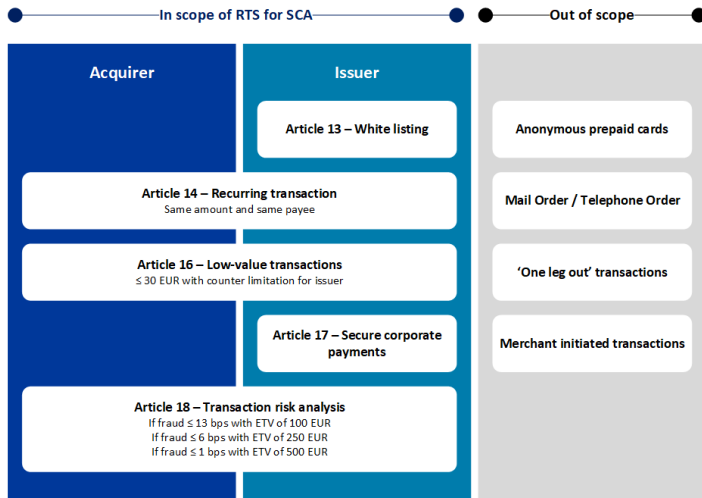 In scope of RTS for SCA
Out of scope
Acquirer
Issuer
Article 13 – White listing
Anonymous prepaid cards
Article 14 – Recurring transaction
Same amount and same payee
Mail Order / Telephone Order
Article 16 – Low-value transactions
≤ 30 EUR with counter limitation for issuer
‘One leg out’ transactions
Article 17 – Secure corporate
payments
Merchant initiated transactions
Article 18 – Transaction risk analysis
If fraud ≤ 13 bps with ETV of 100 EUR
If fraud ≤ 6 bps with ETV of 250 EUR
If fraud ≤ 1 bps with ETV of 500 EUR